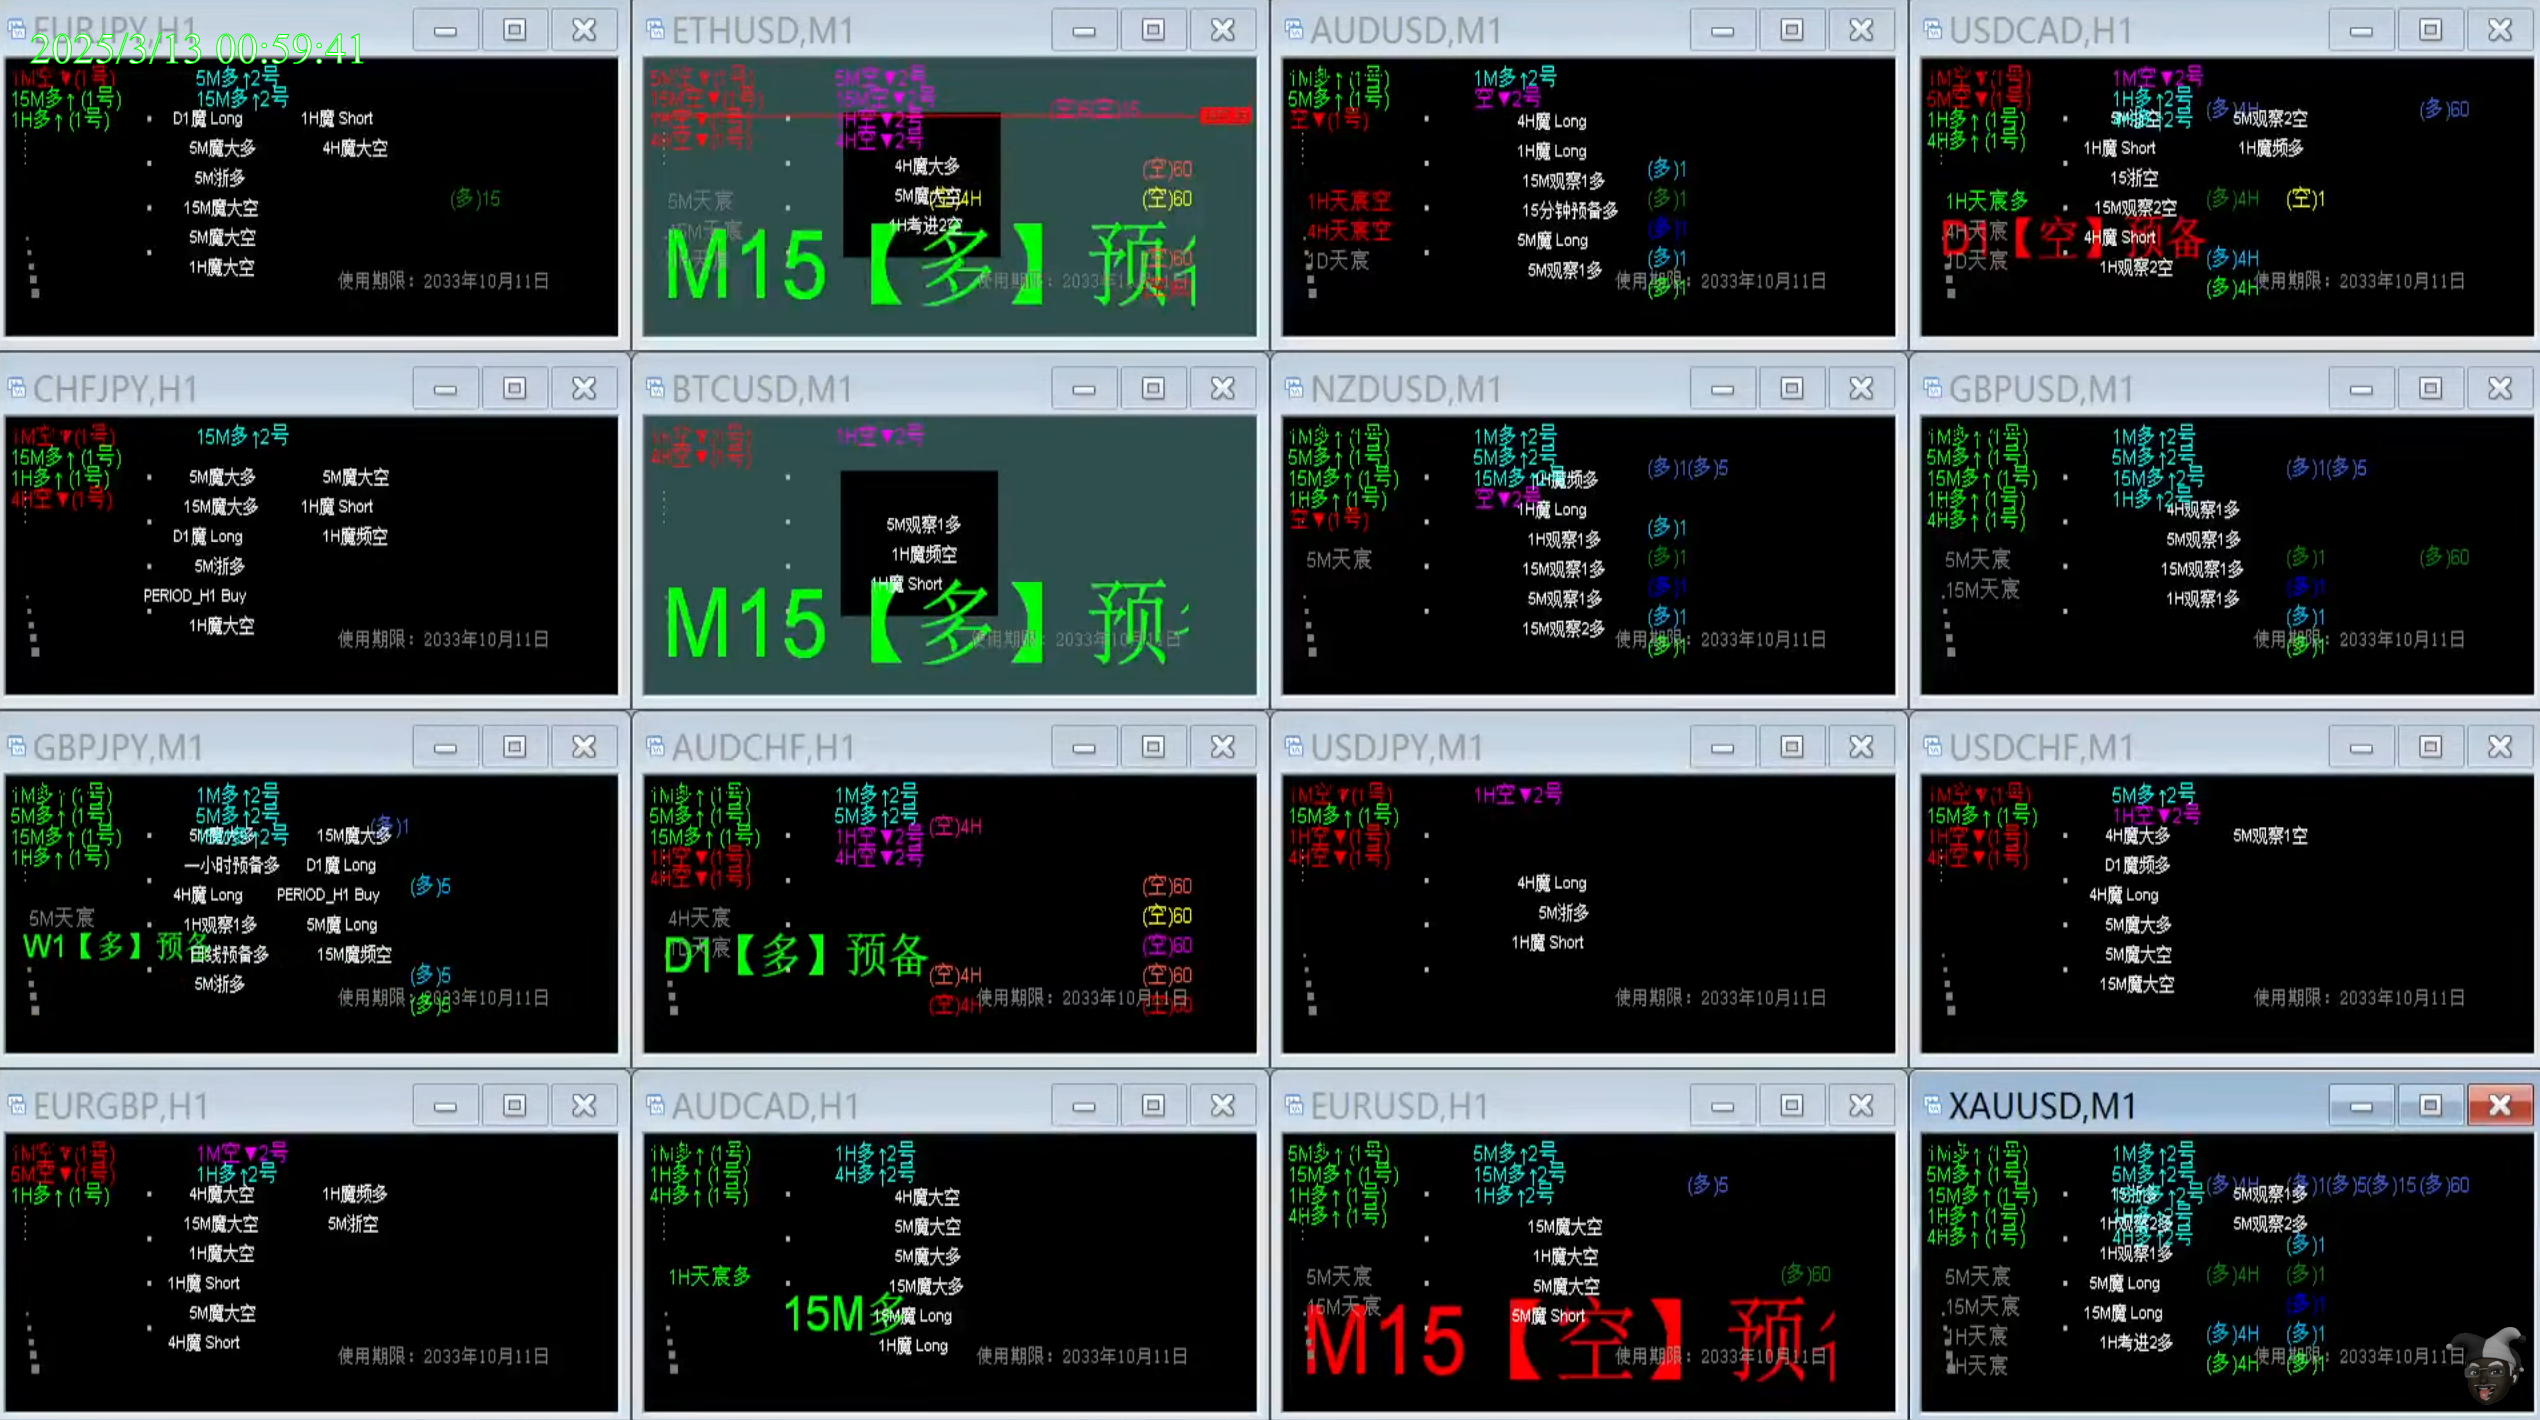 2025/3/13 00:59:41
EURJPY,H1
1M空▼(1号)
5M多↑2号
15M多↑(1号)
15M多↑2号
1H多↑(1号)
D1魔 Long
1H魔 Short
5M魔大多
4H魔大空
5M浙多
(多)15
15M魔大空
5M魔大空
1H魔大空
使用期限：2033年10月11日
ETHUSD,M1
5M空▼(1号)
5M空▼2号
15M空▼(1号)
15M空▼2号
1H空▼(1号)
1H空▼2号
4H空▼(1号)
4H空▼2号
4H魔大多
(空)60
5M天宸
5M魔大空
(空)60
1H考进2空
M15【多】
AUDUSD,M1
1M多↑(1号)
1M多↑2号
5M多↑(1号)
空▼2号
空▼(1号)
4H魔 Long
1H魔 Long
15M观察1多
(多)1
1H天宸空
15分钟预备多
(多)1
4H天宸空
5M魔 Long
1D天宸
5M观察1多
(多)1
使用期限：2033年10月11日
USDCAD,H1
1M空▼(1号)
1M空▼2号
5M空▼(1号)
1H多↑2号
(多)4H
(多)60
1H多↑(1号)
5M观察2空
4H多↑(1号)
1H魔 Short
1H魔频多
15浙空
1H天宸多
15M观察2空
(多)4H
(空)1
D1【空】预备
4H魔 Short
1H观察2空
(多)4H
(多)4H
使用期限：2033年10月11日
CHFJPY,H1
1M空▼(1号)
15M多↑2号
15M多↑(1号)
1H多↑(1号)
5M魔大多
5M魔大空
4H空▼(1号)
15M魔大多
1H魔 Short
D1魔 Long
1H魔频空
5M浙多
PERIOD_H1 Buy
1H魔大空
使用期限：2033年10月11日
BTCUSD,M1
1H空▼(1号)
1H空▼2号
4H空▼(1号)
5M观察1多
1H魔频空
1H魔 Short
M15【多】
NZDUSD,M1
1M多↑(1号)
1M多↑2号
5M多↑(1号)
5M多↑2号
(多)1(多)5
15M多↑(1号)
15M多↑2号
1H魔频多
1H多↑(1号)
空▼2号
1H魔 Long
空▼(1号)
1H观察1多
(多)1
5M天宸
15M观察1多
(多)1
5M观察1多
(多)1
15M观察2多
(多)1
使用期限：2033年10月11日
GBPUSD,M1
1M多↑(1号)
1M多↑2号
5M多↑(1号)
5M多↑2号
(多)1(多)5
15M多↑(1号)
15M多↑2号
1H多↑(1号)
1H多↑2号
4H观察1多
4H多↑(1号)
5M观察1多
5M天宸
15M观察1多
(多)1
(多)60
15M天宸
1H观察1多
(多)1
(多)1
使用期限：2033年10月11日
GBPJPY,M1
1M多↑(1号)
1M多↑2号
5M多↑(1号)
5M多↑2号
(多)1
15M多↑(1号)
5M魔大多
15M魔大多
1H多↑(1号)
一小时预备多
D1魔 Long
4H魔 Long
PERIOD_H1 Buy
(多)5
5M天宸
1H观察1多
5M魔 Long
W1【多】预备
日线预备多
15M魔频空
5M浙多
(多)5
(多)5
使用期限：2033年10月11日
AUDCHF,H1
1M多↑(1号)
1M多↑2号
5M多↑(1号)
5M多↑2号
15M多↑(1号)
1H空▼2号
(空)4H
1H空▼(1号)
4H空▼2号
4H空▼(1号)
(空)60
4H天宸
(空)60
D1【多】预备
(空)60
(空)4H
(空)60
(空)4H
使用期限：2033年10月11日
(空)60
USDJPY,M1
1M空▼(1号)
1H空▼2号
15M多↑(1号)
1H空▼(1号)
4H空▼(1号)
4H魔 Long
5M浙多
1H魔 Short
使用期限：2033年10月11日
USDCHF,M1
1M空▼(1号)
5M多↑2号
15M多↑(1号)
1H空▼2号
1H空▼(1号)
4H魔大多
5M观察1空
4H空▼(1号)
D1魔频多
4H魔 Long
5M魔大多
5M魔大空
15M魔大空
使用期限：2033年10月11日
EURGBP,H1
1M空▼(1号)
1M空▼2号
5M空▼(1号)
1H多↑2号
1H多↑(1号)
4H魔大空
1H魔频多
15M魔大空
5M浙空
1H魔大空
1H魔 Short
5M魔大空
4H魔 Short
使用期限：2033年10月11日
AUDCAD,H1
1M多↑(1号)
1H多↑2号
1H多↑(1号)
4H多↑2号
4H多↑(1号)
4H魔大空
5M魔大空
5M魔大多
1H天宸多
15M魔大多
15M多
15M魔 Long
1H魔 Long
使用期限：2033年10月11日
EURUSD,H1
5M多↑(1号)
5M多↑2号
15M多↑(1号)
15M多↑2号
1H多↑(1号)
1H多↑2号
(多)5
4H多↑(1号)
15M魔大空
1H魔大空
5M天宸
5M魔大空
(多)60
15M天宸
5M魔 Short
M15【空】
使用期限：2033年10月11日
XAUUSD,M1
1M多↑(1号)
1M多↑2号
5M多↑(1号)
5M多↑2号
15M多↑(1号)
(多)4H
(多)1(多)5(多)15(多)60
15浙多
5M观察1多
1H多↑(1号)
1H观察2多
5M观察2多
4H多↑(1号)
4H多↑2号
1H观察1多
(多)1
5M天宸
5M魔 Long
(多)4H
(多)1
15M天宸
15M魔 Long
(多)1
1H天宸
1H考进2多
(多)4H
(多)1
4H天宸
(多)4H
(多)1
使用期限：2033年10月11日